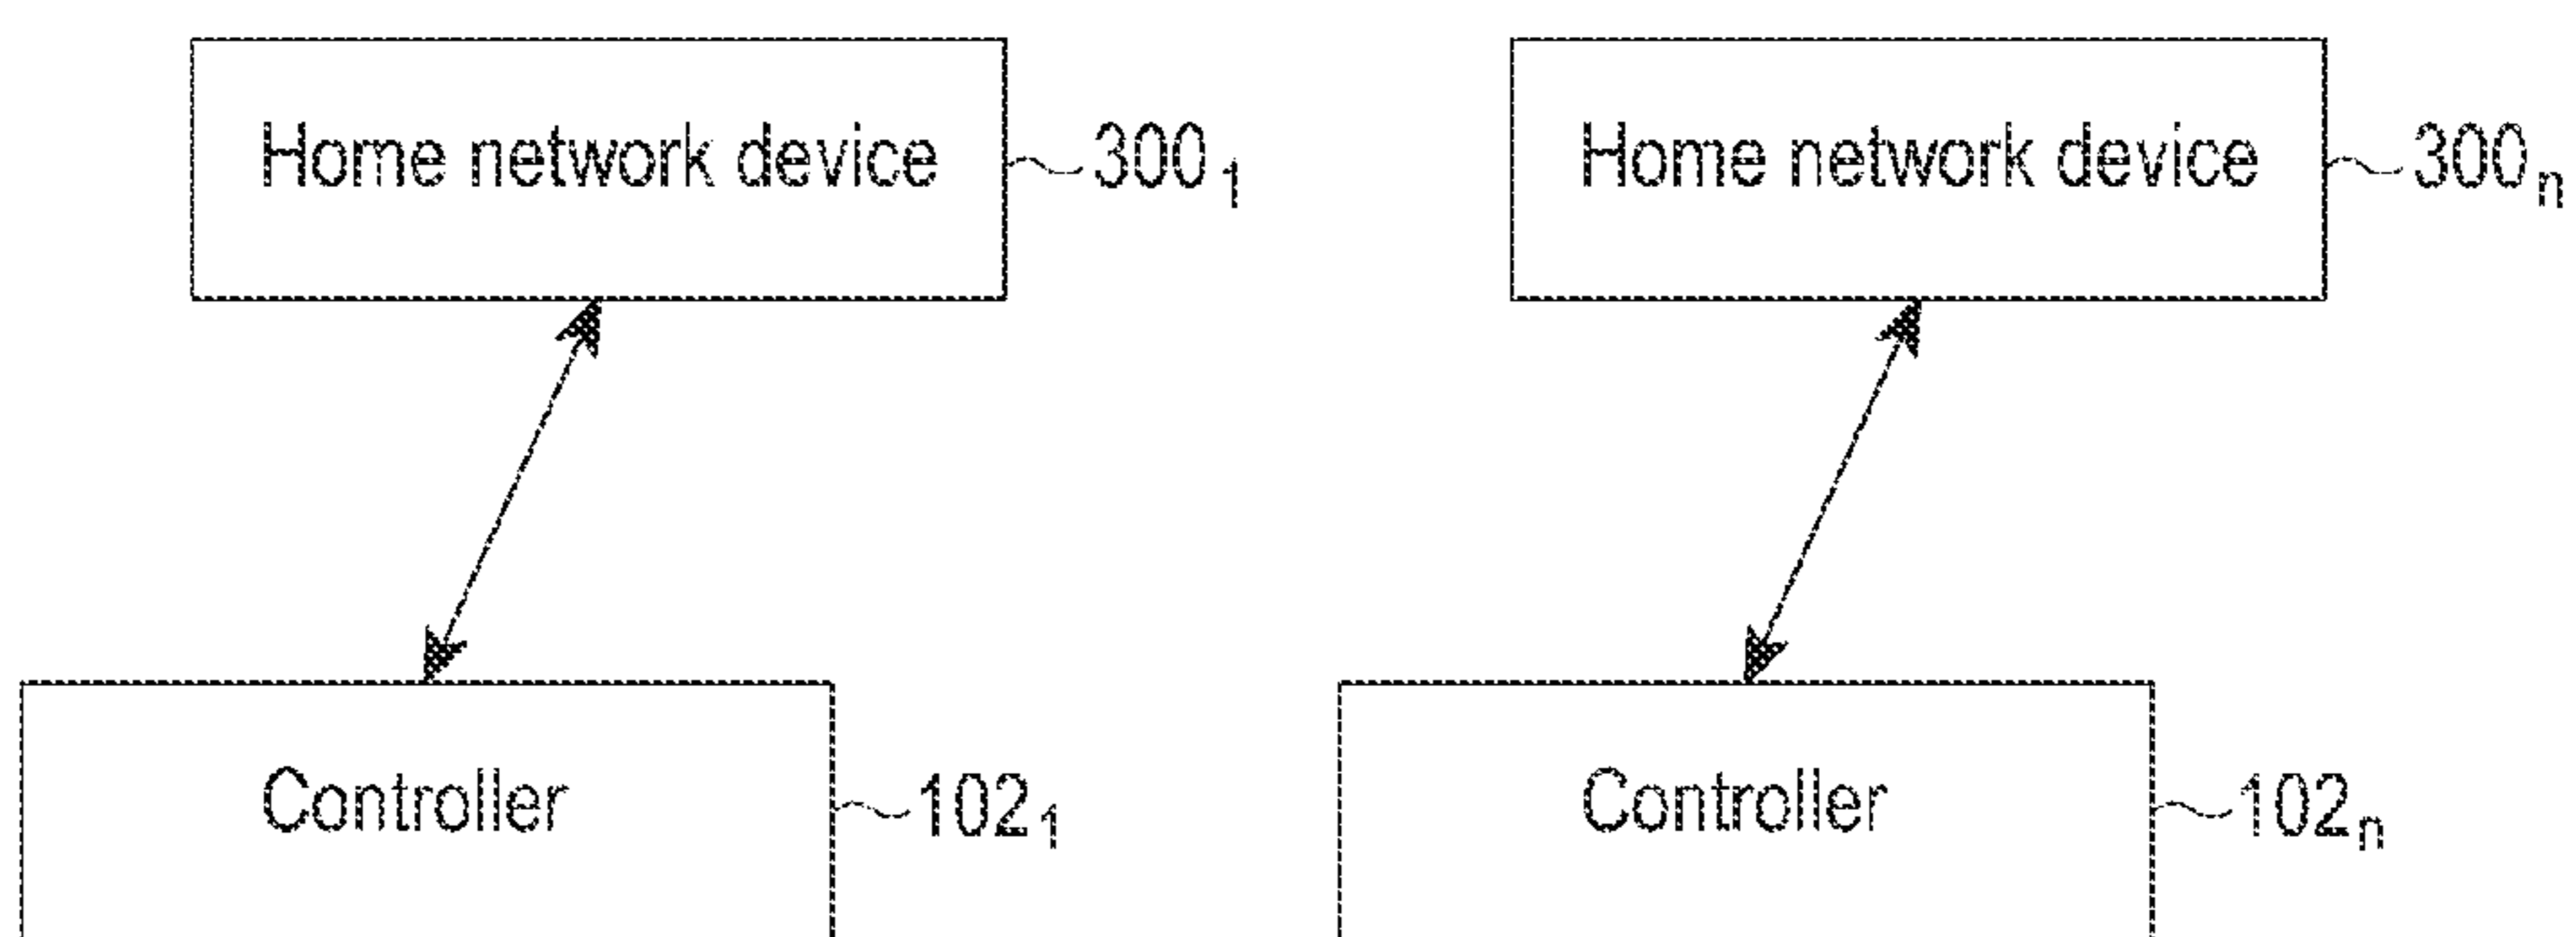 Home network device 300₁ Home network device 300ₙ
Controller 102₁ Controller 102ₙ